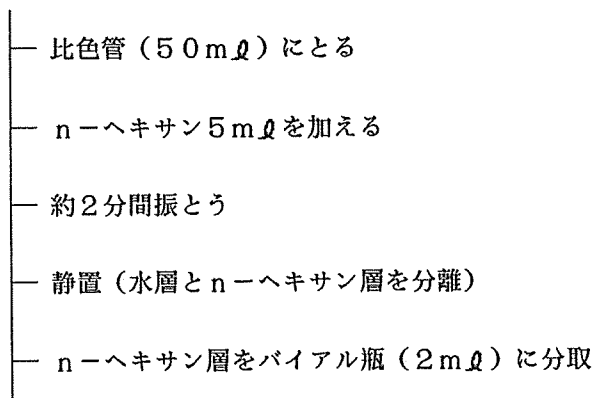 比色管（５０ｍℓ）にとる
ｎ－ヘキサン５ｍℓを加える
約２分間振とう
静置（水層とｎ－ヘキサン層を分離）
ｎ－ヘキサン層をバイアル瓶（２ｍℓ）に分取